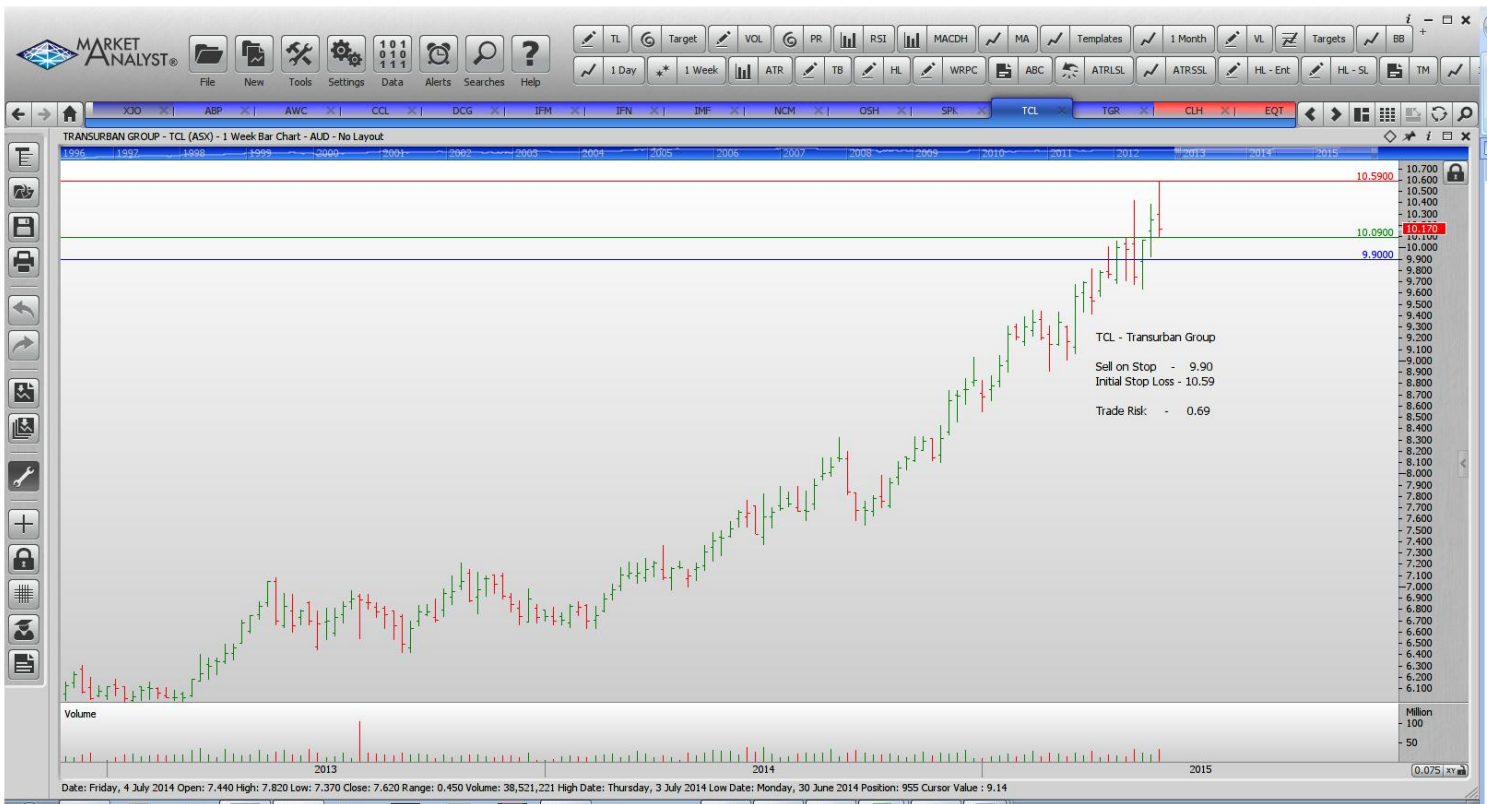 MARKET
ANALYST®
File
New
Tools
Settings
Data
Alerts
Searches
Help
TL
Target
VOL
PR
RSI
MACDH
MA
Templates
1 Month
VL
Targets
BB
1 Day
1 Week
ATR
TB
HL
WRPC
ABC
ATRLSL
ATRSSL
HL - Ent
HL - SL
TM
XJO
ABP
AWC
CCL
DCG
IFM
IFN
IMF
NCM
OSH
SPK
TCL
TGR
CLH
EQT
TRANSURBAN GROUP - TCL (ASX) - 1 Week Bar Chart - AUD - No Layout
1996 1997 1998 1999 2000 2001 2002 2003 2004 2005 2006 2007 2008 2009 2010 2011 2012 2013 2014 2015
10.5900
10.0900
9.9000
10.700
10.600
10.500
10.400
10.300
10.170
10.100
10.000
9.900
9.800
9.700
9.600
9.500
9.400
9.300
9.200
9.100
9.000
8.900
8.800
8.700
8.600
8.500
8.400
8.300
8.200
8.100
8.000
7.900
7.800
7.700
7.600
7.500
7.400
7.300
7.200
7.100
7.000
6.900
6.800
6.700
6.600
6.500
6.400
6.300
6.200
6.100
TCL - Transurban Group
Sell on Stop - 9.90
Initial Stop Loss - 10.59
Trade Risk - 0.69
Volume
Million
100
50
2013
2014
2015
0.075 XY
Date: Friday, 4 July 2014 Open: 7.440 High: 7.820 Low: 7.370 Close: 7.620 Range: 0.450 Volume: 38,521,221 High Date: Thursday, 3 July 2014 Low Date: Monday, 30 June 2014 Position: 955 Cursor Value : 9.14